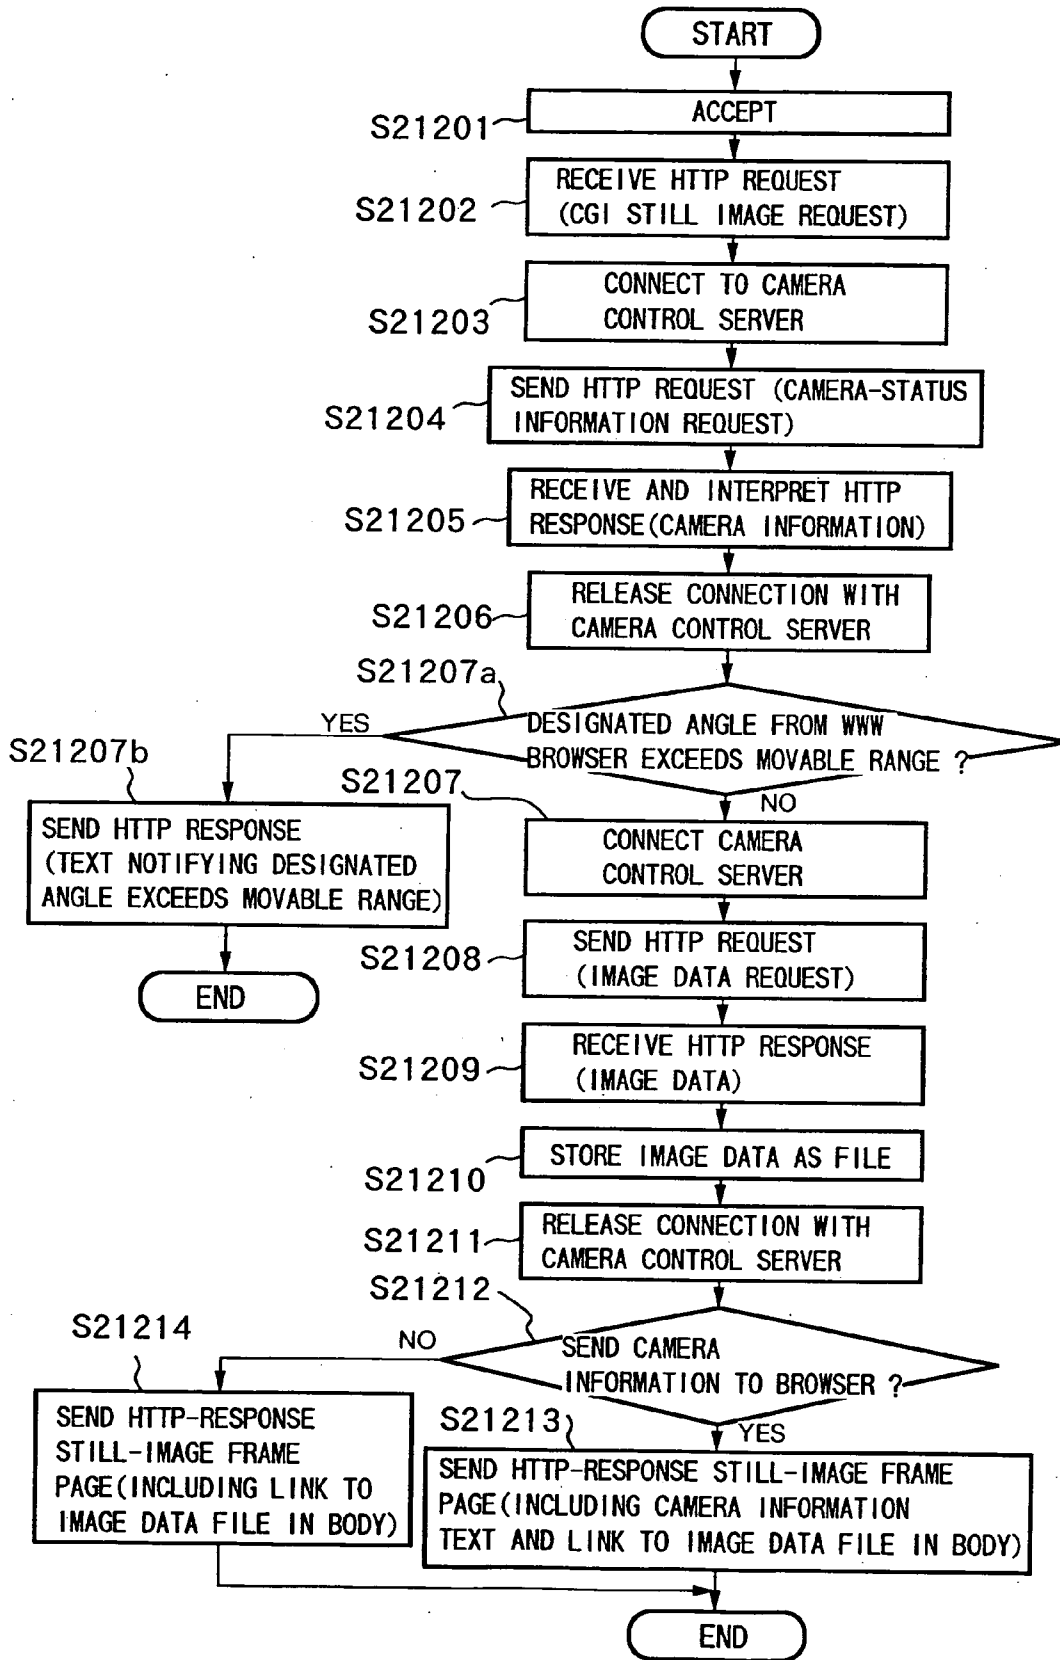 START
S21201
ACCEPT
S21202
RECEIVE HTTP REQUEST
(CGI STILL IMAGE REQUEST)
S21203
CONNECT TO CAMERA
CONTROL SERVER
S21204
SEND HTTP REQUEST (CAMERA-STATUS
INFORMATION REQUEST)
S21205
RECEIVE AND INTERPRET HTTP
RESPONSE(CAMERA INFORMATION)
S21206
RELEASE CONNECTION WITH
CAMERA CONTROL SERVER
S21207a
DESIGNATED ANGLE FROM WWW
BROWSER EXCEEDS MOVABLE RANGE ?
YES
S21207b
SEND HTTP RESPONSE
(TEXT NOTIFYING DESIGNATED
ANGLE EXCEEDS MOVABLE RANGE)
END
NO
S21207
CONNECT CAMERA
CONTROL SERVER
S21208
SEND HTTP REQUEST
(IMAGE DATA REQUEST)
S21209
RECEIVE HTTP RESPONSE
(IMAGE DATA)
S21210
STORE IMAGE DATA AS FILE
S21211
RELEASE CONNECTION WITH
CAMERA CONTROL SERVER
S21212
SEND CAMERA
INFORMATION TO BROWSER ?
NO
S21214
SEND HTTP-RESPONSE
STILL-IMAGE FRAME
PAGE(INCLUDING LINK TO
IMAGE DATA FILE IN BODY)
YES
S21213
SEND HTTP-RESPONSE STILL-IMAGE FRAME
PAGE(INCLUDING CAMERA INFORMATION
TEXT AND LINK TO IMAGE DATA FILE IN BODY)
END